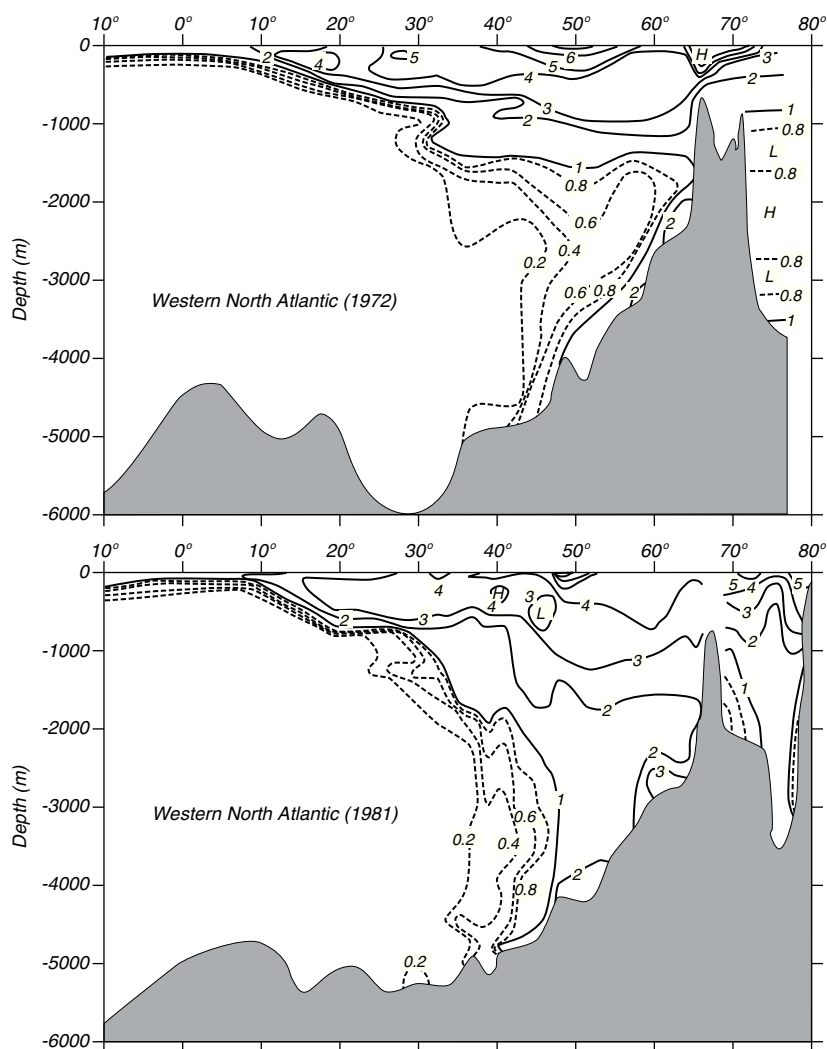 10° 0° 10° 20° 30° 40° 50° 60° 70° 80°
0
-1000
-2000
-3000
-4000
-5000
-6000
Depth (m)
2 4 5 6 5 4 H 3 2
3 2 1
1 0.8 0.8 L
0.8
0.6 2 H
0.4
0.2 0.8
L
0.6 0.8 2 0.8
1
Western North Atlantic (1972)
10° 0° 10° 20° 30° 40° 50° 60° 70° 80°
0
-1000
-2000
-3000
-4000
-5000
-6000
Depth (m)
4 H 3 4 5 4 5
4 L
2 3 3
2
3
1
2
2
3
1
0.6
0.2 0.4
2
0.8
0.2
Western North Atlantic (1981)